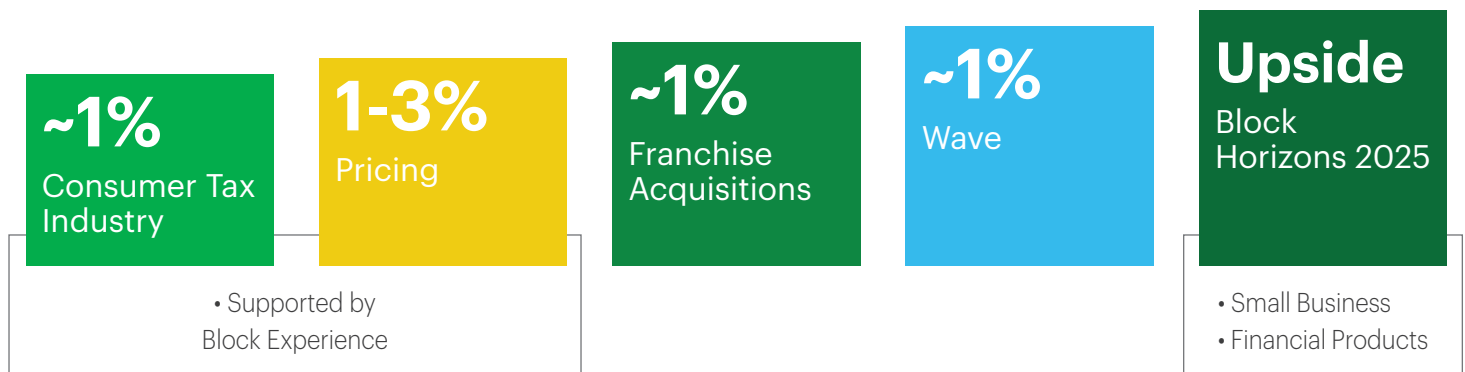 ~1%
Consumer Tax
Industry
1-3%
Pricing
~1%
Franchise
Acquisitions
~1%
Wave
Upside
Block
Horizons 2025
• Supported by
Block Experience
• Small Business
• Financial Products